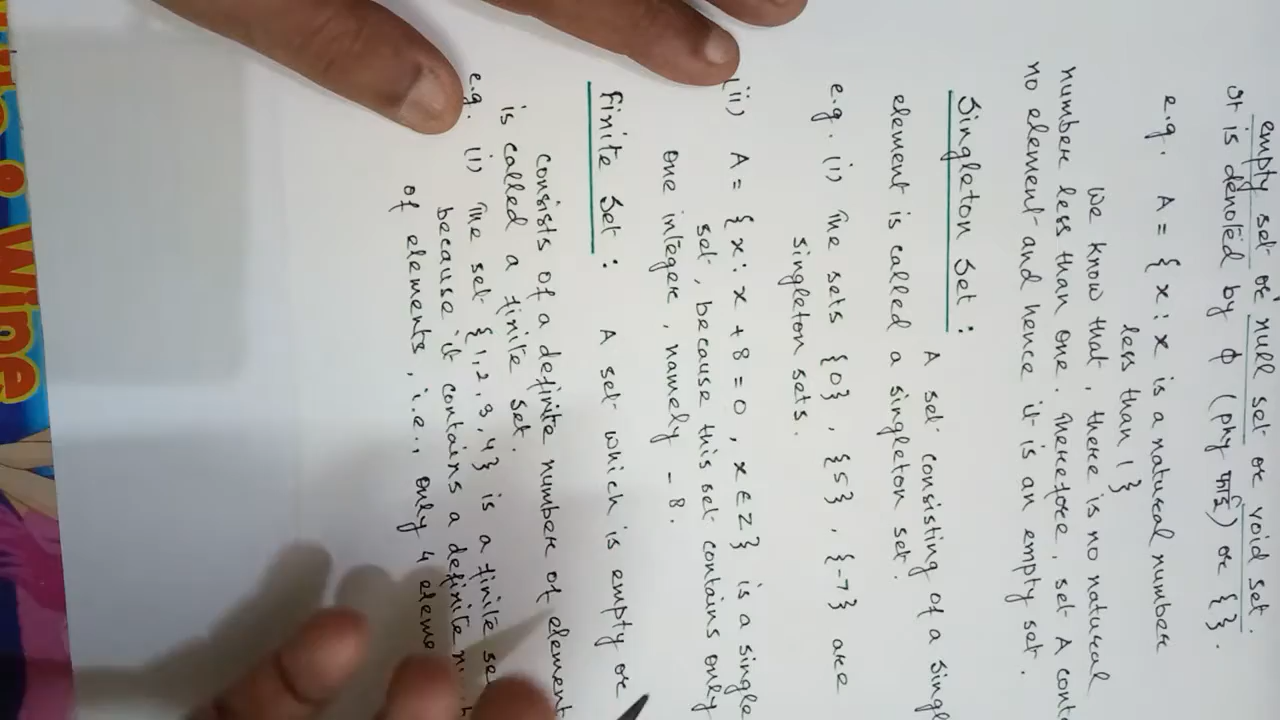 empty set or null set or void set.
or is denoted by φ (phy फाई) or { }.
e.g. A = { x : x is a natural number
less than 1 }
We know that, there is no natural
number less than one. Therefore, set A cont
no element and hence it is an empty set.
Singleton Set :
A set consisting of a singl
element is called a singleton set.
e.g. (i) The sets {0}, {5}, {-7} are
singleton sets.
(ii) A = { x : x + 8 = 0, x ∈ Z } is a single
set, because this set contains only
one integer, namely -8.
Finite Set :
A set which is empty or
consists of a definite number of element
is called a finite set.
e.g. (i) The set {1, 2, 3, 4} is a finite se
because it contains a definite
of elements, i.e., only 4 eleme
Wipe